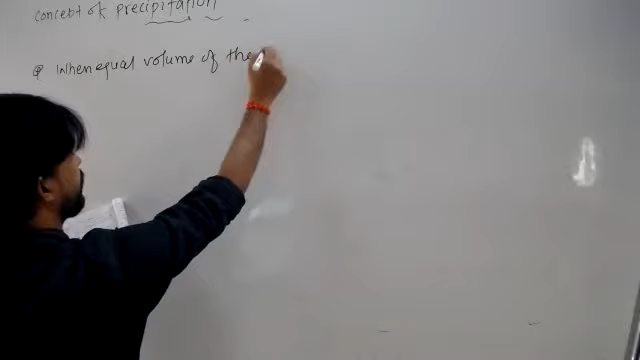 concept of precipitation
Q When equal volume of the